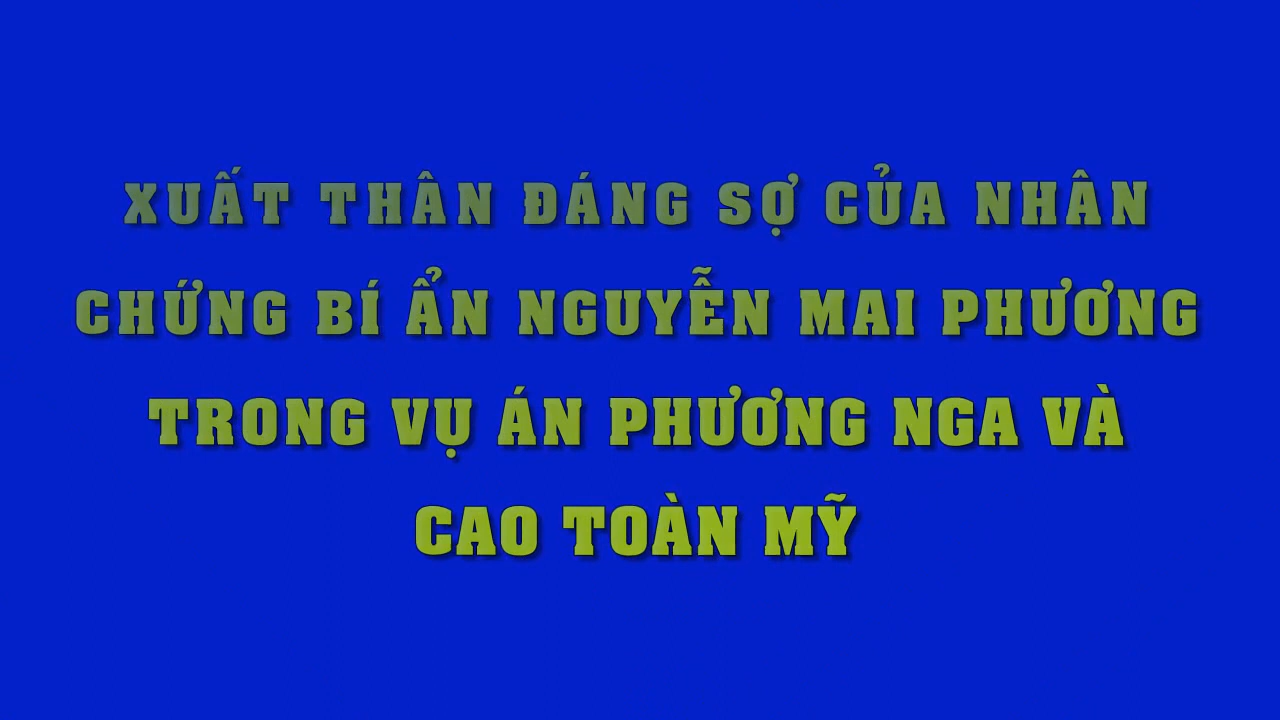 XUẤT THÂN ĐÁNG SỢ CỦA NHÂN
CHỨNG BÍ ẨN NGUYỄN MAI PHƯƠNG
TRONG VỤ ÁN PHƯƠNG NGA VÀ
CAO TOÀN MỸ